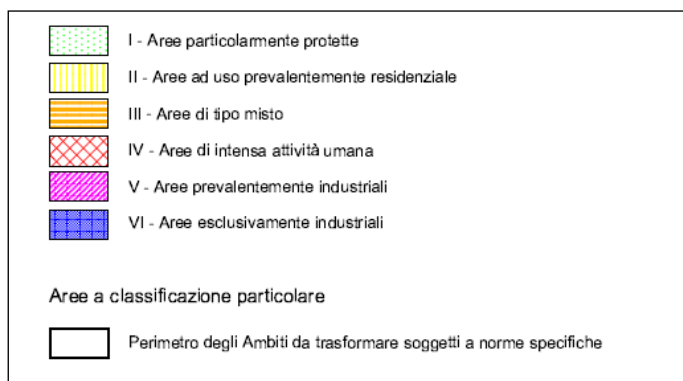 I - Aree particolarmente protette
II - Aree ad uso prevalentemente residenziale
III - Aree di tipo misto
IV - Aree di intensa attività umana
V - Aree prevalentemente industriali
VI - Aree esclusivamente industriali
Aree a classificazione particolare
Perimetro degli Ambiti da trasformare soggetti a norme specifiche